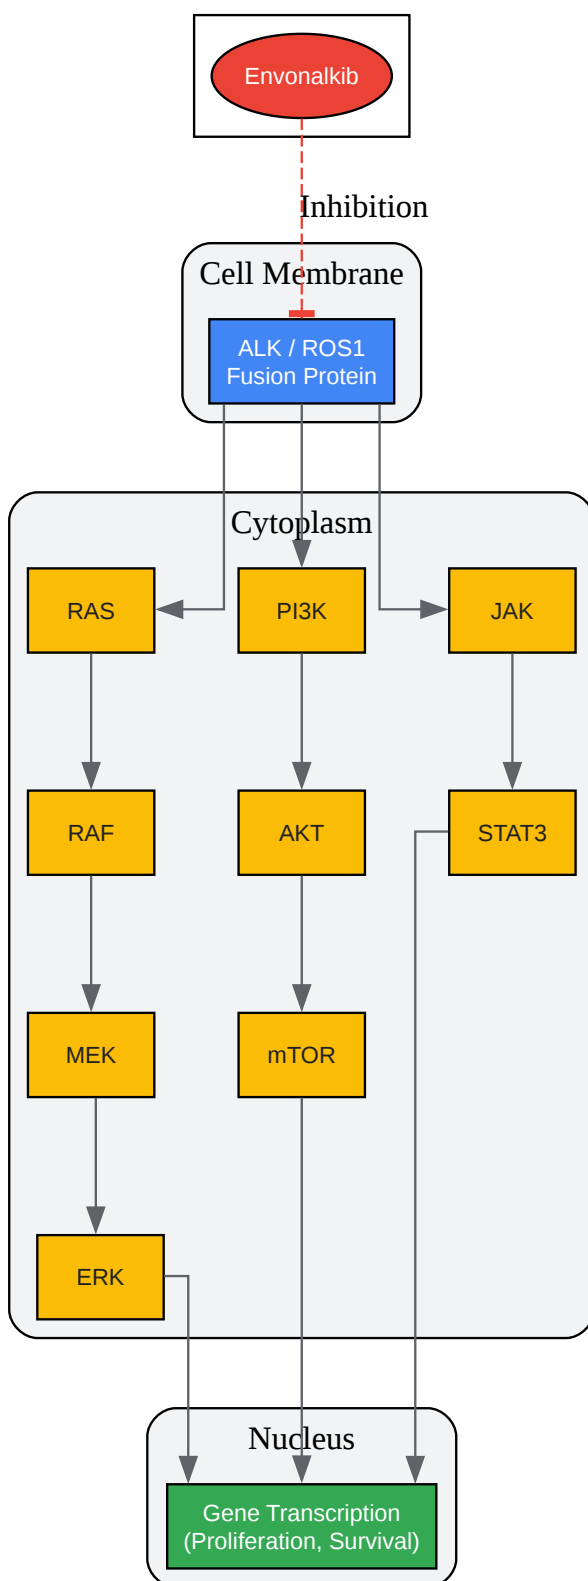 Envonalkib
Inhibition
Cell Membrane
ALK / ROS1
Fusion Protein
Cytoplasm
RAS
PI3K
JAK
RAF
AKT
STAT3
MEK
mTOR
ERK
Nucleus
Gene Transcription
(Proliferation, Survival)